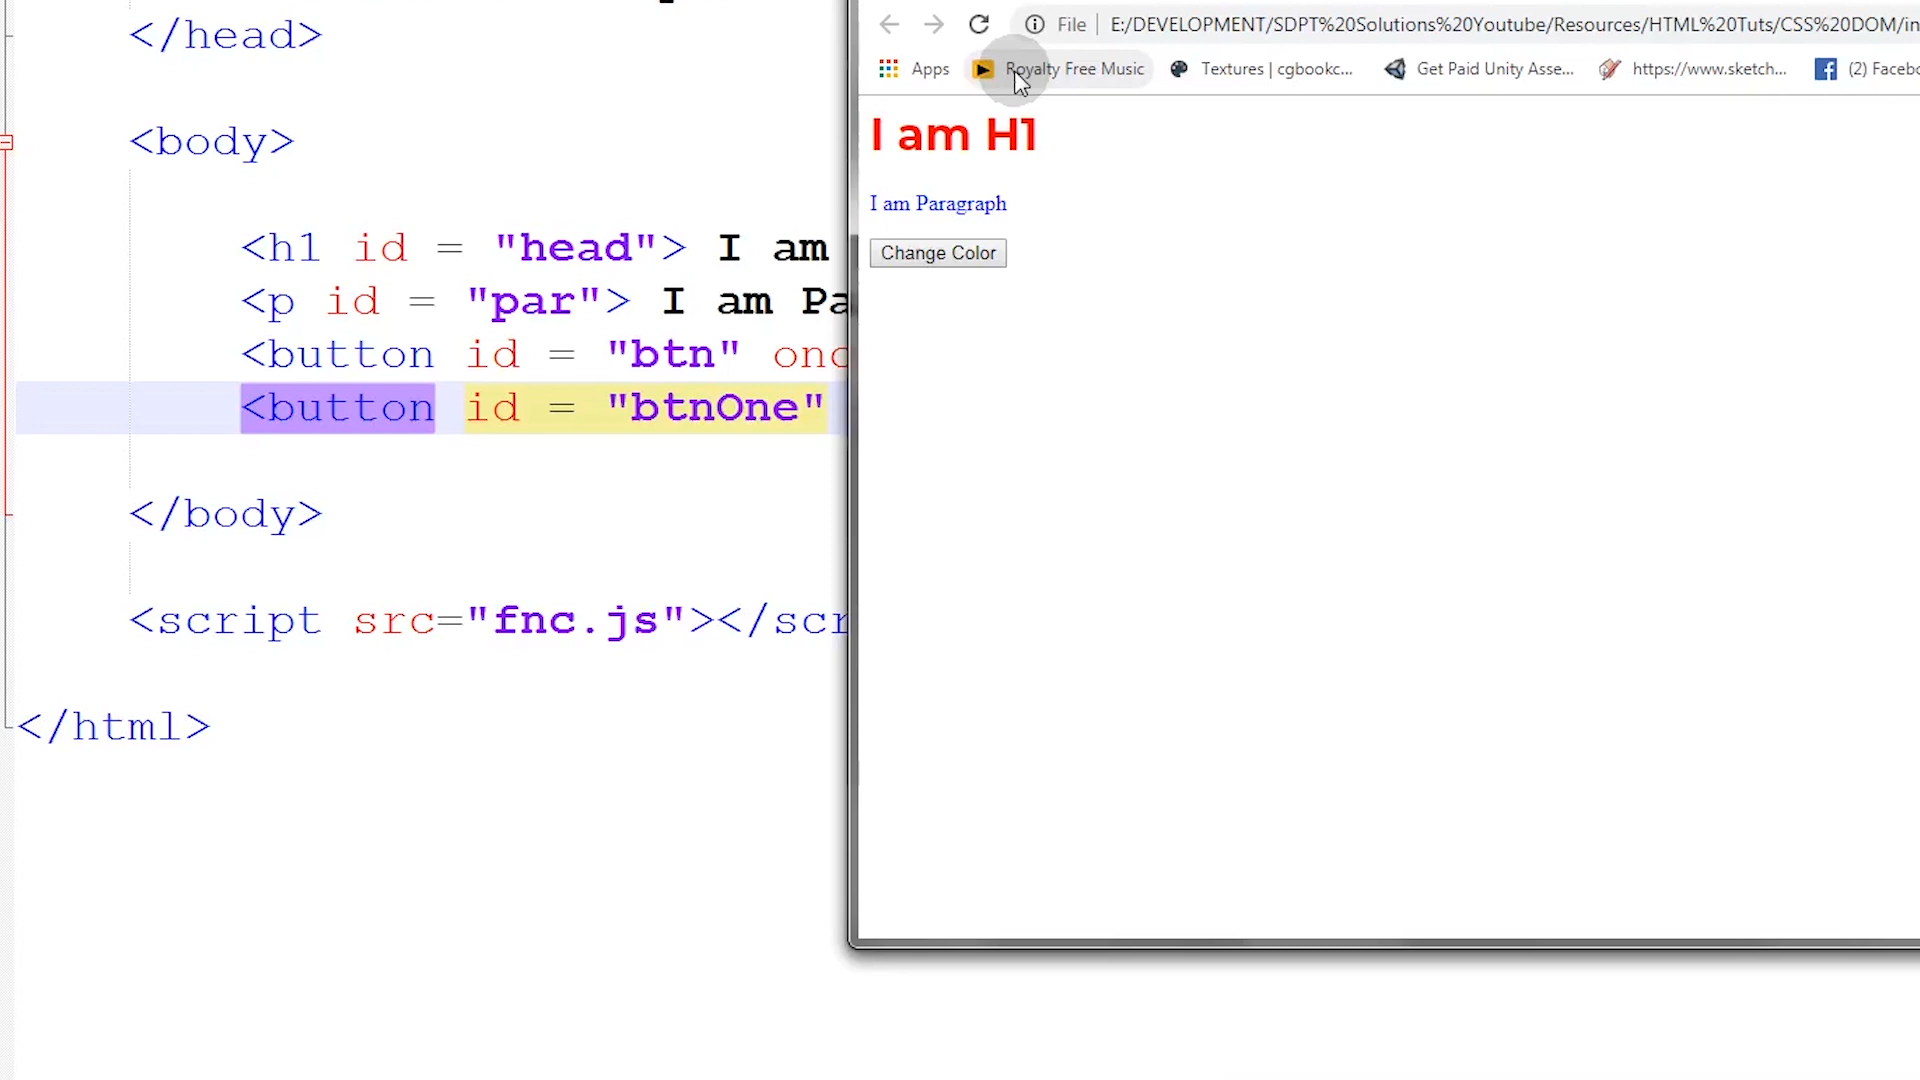 </head>
<body>
<h1 id = "head"> I am
<p id = "par"> I am Pa
<button id = "btn" onc
<button id = "btnOne"
</body>
<script src="fnc.js"></scr
</html>
File | E:/DEVELOPMENT/SDPT%20Solutions%20Youtube/Resources/HTML%20Tuts/CSS%20DOM/in
Apps Royalty Free Music Textures | cgbookc... Get Paid Unity Asse... https://www.sketch... (2) Facebo
I am H1
I am Paragraph
Change Color